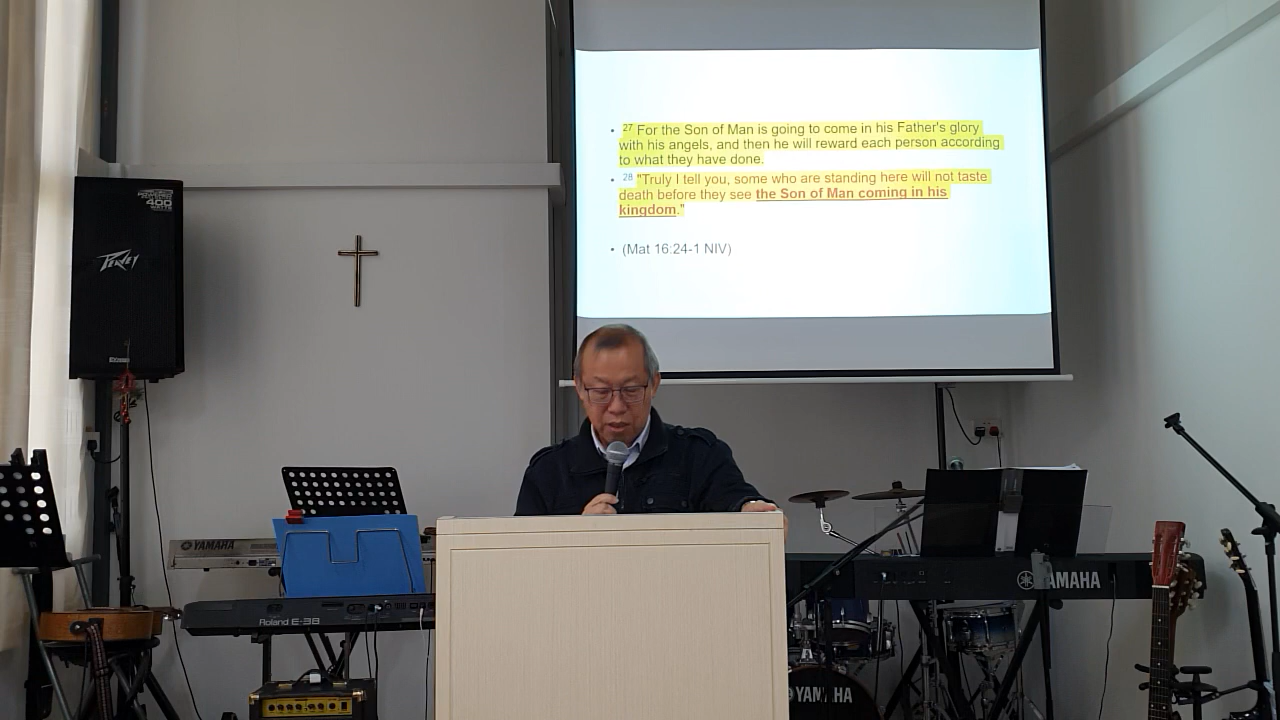 27 For the Son of Man is going to come in his Father's glory
with his angels, and then he will reward each person according
to what they have done.
28 "Truly I tell you, some who are standing here will not taste
death before they see the Son of Man coming in his
kingdom."
(Mat 16:24-1 NIV)
POWERED
400
WATTS
PEAVEY
YAMAHA
Roland E-38
YAMAHA
YAMAHA